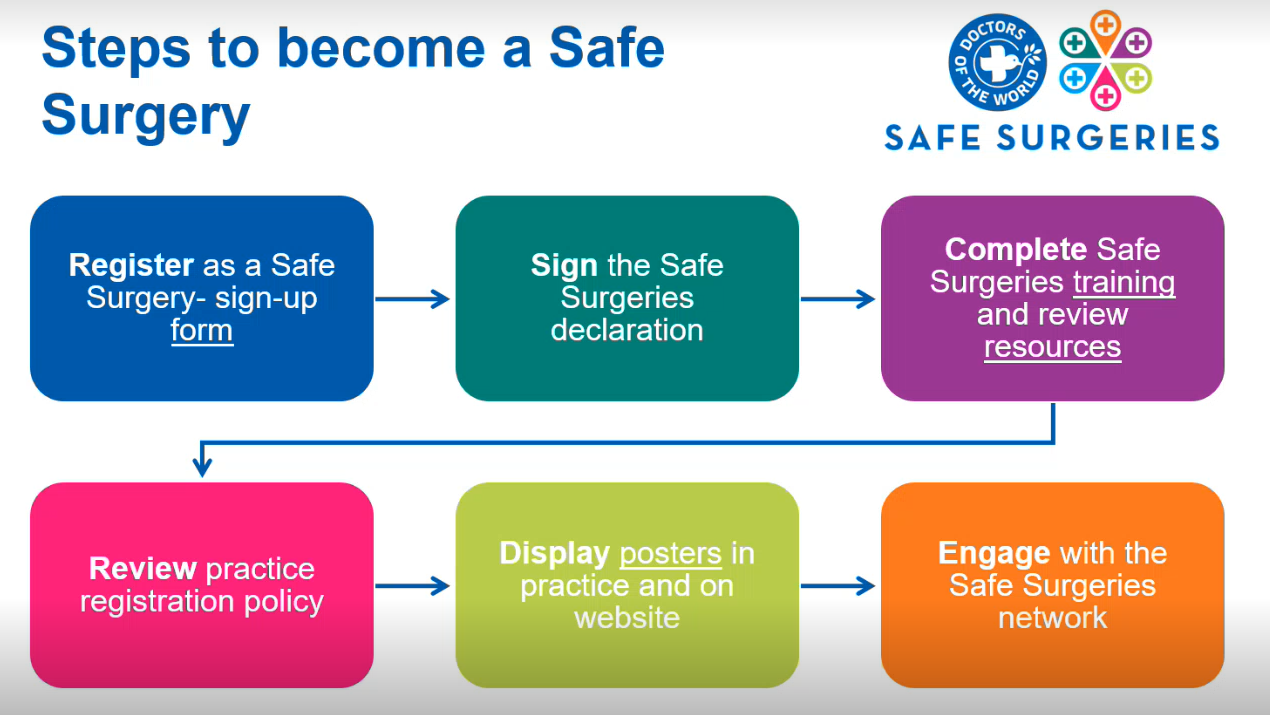 Steps to become a Safe
Surgery
DOCTORS
OF THE WORLD
SAFE SURGERIES
Register as a Safe
Surgery- sign-up
form
Sign the Safe
Surgeries
declaration
Complete Safe
Surgeries training
and review
resources
Review practice
registration policy
Display posters in
practice and on
website
Engage with the
Safe Surgeries
network